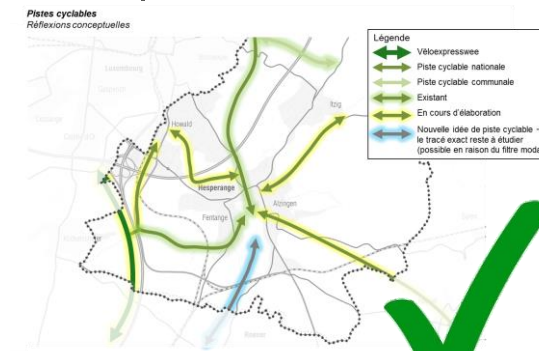 Pistes cyclables
Réflexions conceptuelles
Légende
Véloexpresswee
Piste cyclable nationale
Piste cyclable communale
Existant
En cours d'élaboration
Nouvelle idée de piste cyclable -
le tracé exact reste à étudier
(possible en raison du filtre moda
Luxembourg
Itzig
Howald
Hesperange
Alzingen
Fentange